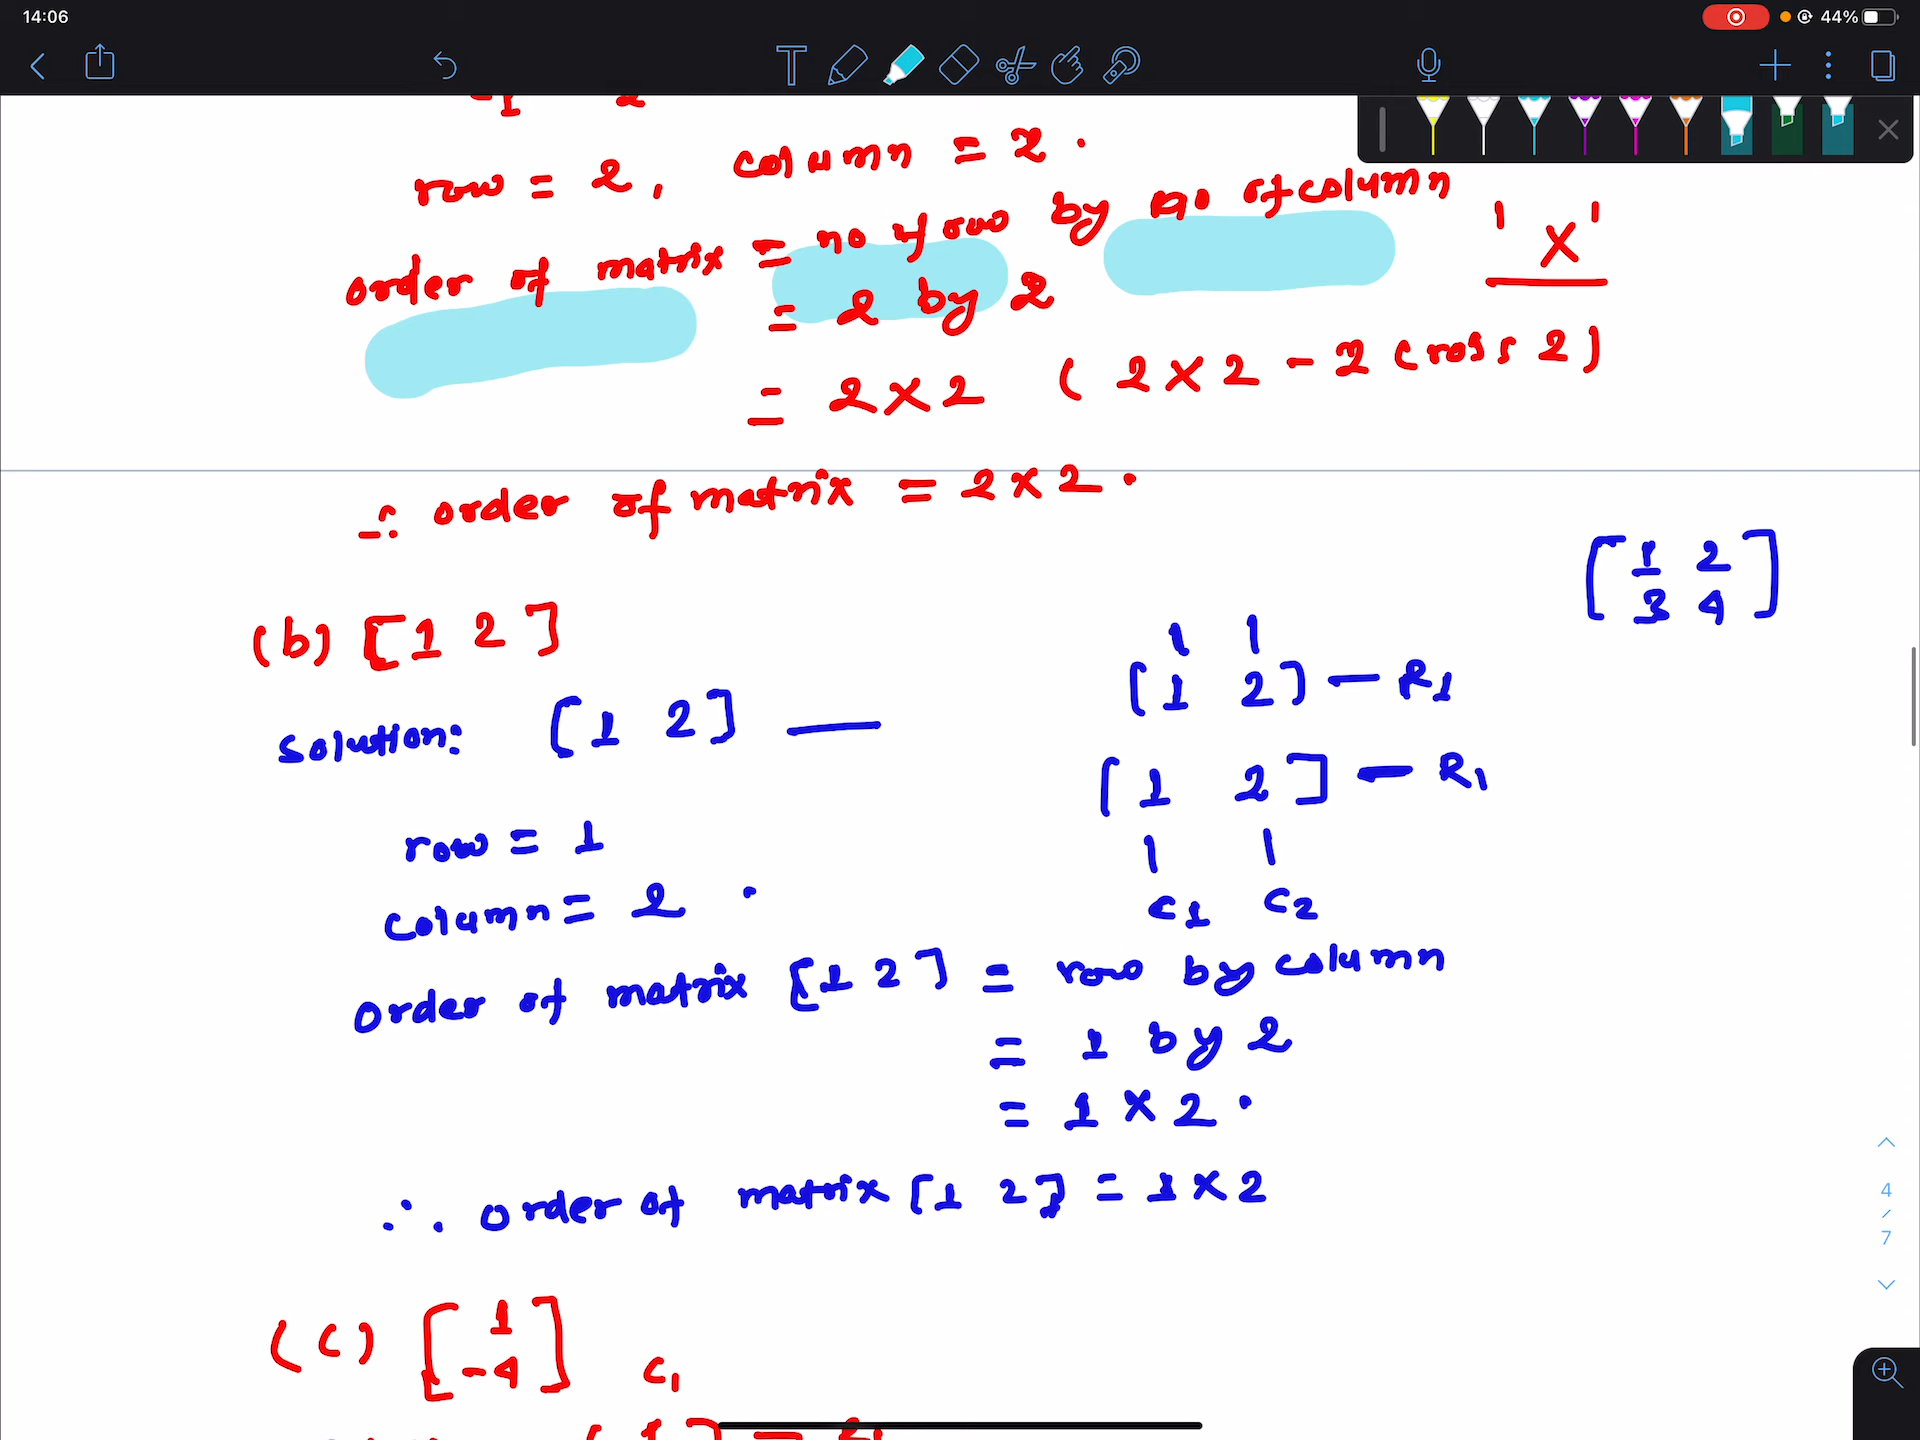 14:06
44%
row = 2, column = 2.
order of matrix = no of row by no of column
' X '
= 2 by 2
= 2 × 2 ( 2 × 2 - 2 cross 2 )
∴ order of matrix = 2 × 2 .
[ 1 2
3 4 ]
(b) [ 1 2 ]
[ 1 2 ] — R1
Solution: [ 1 2 ] —
[ 1 2 ] — R1
row = 1
column = 2 .
C1 C2
Order of matrix [ 1 2 ] = row by column
= 1 by 2
= 1 × 2 .
∴ order of matrix [ 1 2 ] = 1 × 2
4
/
7
(c) [ 1
-4 ] C1